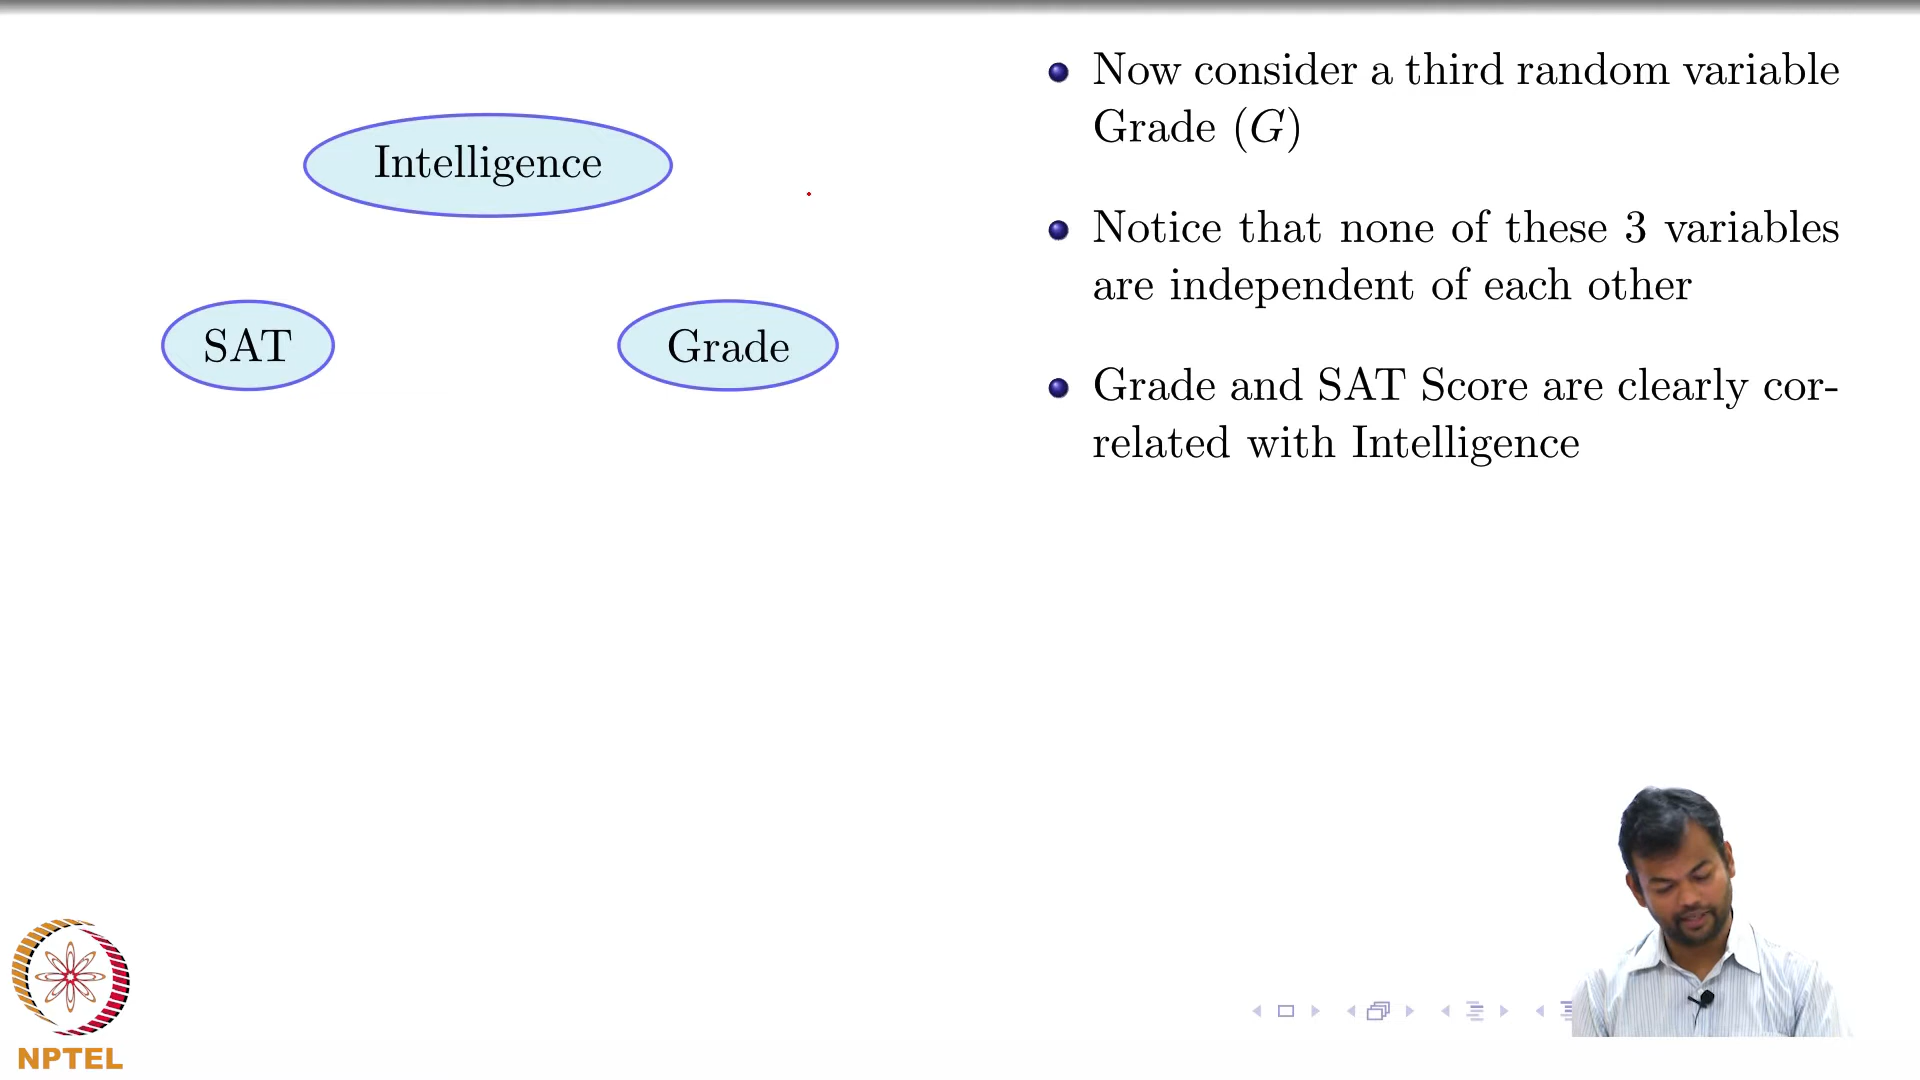 Intelligence
SAT
Grade
Now consider a third random variable
Grade (G)
Notice that none of these 3 variables
are independent of each other
Grade and SAT Score are clearly cor-
related with Intelligence
NPTEL